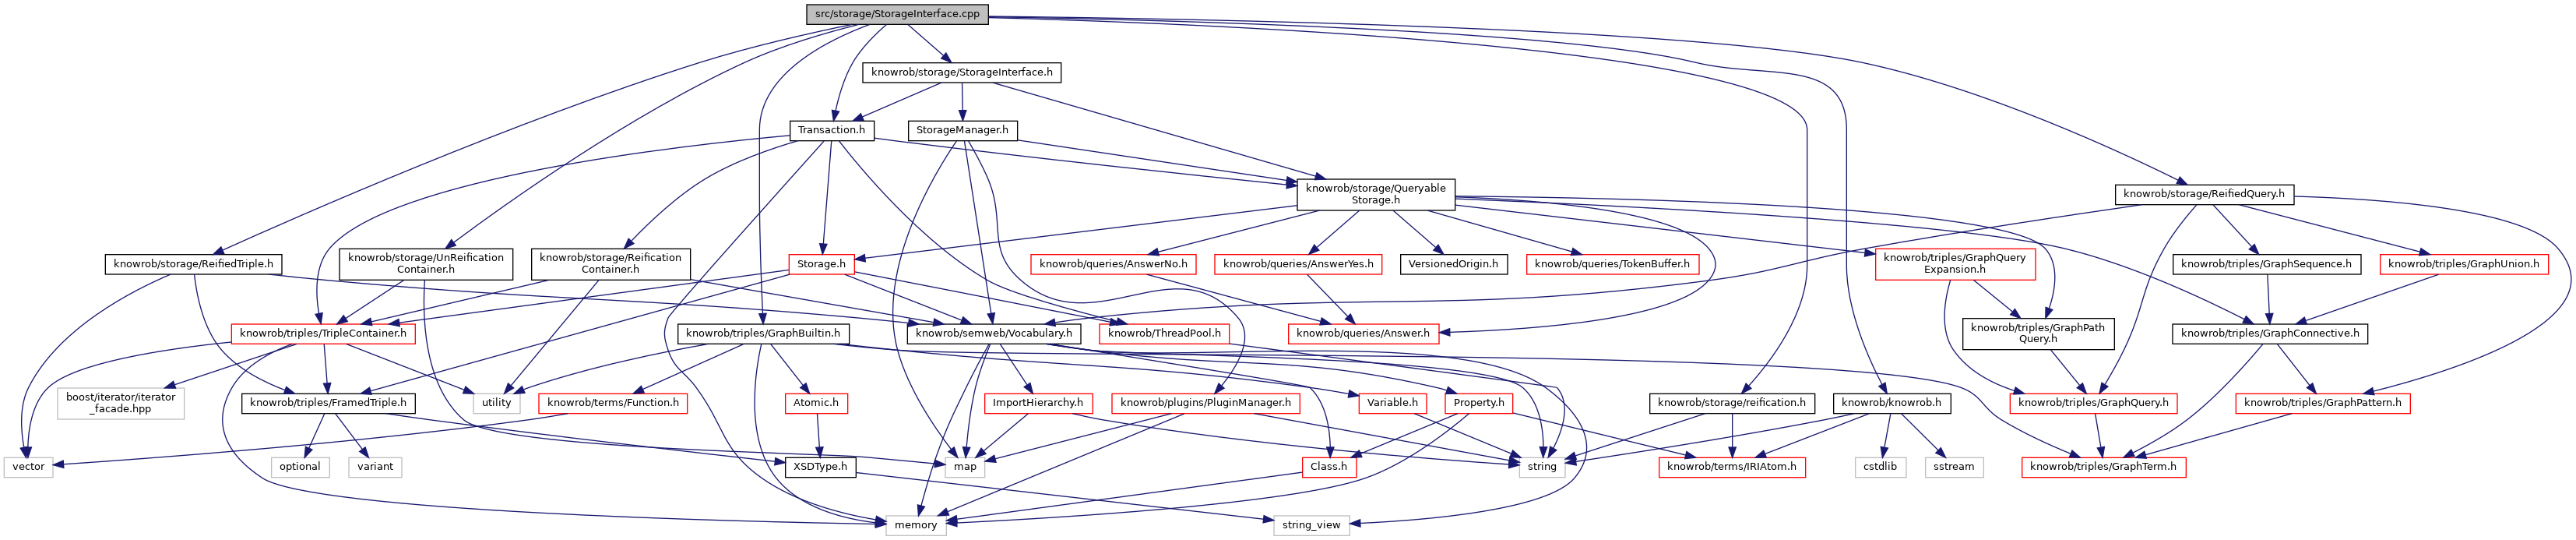 src/storage/StorageInterface.cpp
knowrob/storage/StorageInterface.h
Transaction.h
StorageManager.h
knowrob/storage/Queryable
Storage.h
knowrob/storage/ReifiedQuery.h
knowrob/storage/ReifiedTriple.h
knowrob/storage/UnReification
Container.h
knowrob/storage/Reification
Container.h
Storage.h
knowrob/queries/AnswerNo.h
knowrob/queries/AnswerYes.h
VersionedOrigin.h
knowrob/queries/TokenBuffer.h
knowrob/triples/GraphQuery
Expansion.h
knowrob/triples/GraphSequence.h
knowrob/triples/GraphUnion.h
knowrob/triples/TripleContainer.h
knowrob/triples/GraphBuiltin.h
knowrob/semweb/Vocabulary.h
knowrob/ThreadPool.h
knowrob/queries/Answer.h
knowrob/triples/GraphPath
Query.h
knowrob/triples/GraphConnective.h
boost/iterator/iterator
_facade.hpp
knowrob/triples/FramedTriple.h
utility
knowrob/terms/Function.h
Atomic.h
ImportHierarchy.h
knowrob/plugins/PluginManager.h
Variable.h
Property.h
knowrob/storage/reification.h
knowrob/knowrob.h
knowrob/triples/GraphQuery.h
knowrob/triples/GraphPattern.h
vector
optional
variant
XSDType.h
map
Class.h
string
knowrob/terms/IRIAtom.h
cstdlib
sstream
knowrob/triples/GraphTerm.h
memory
string_view